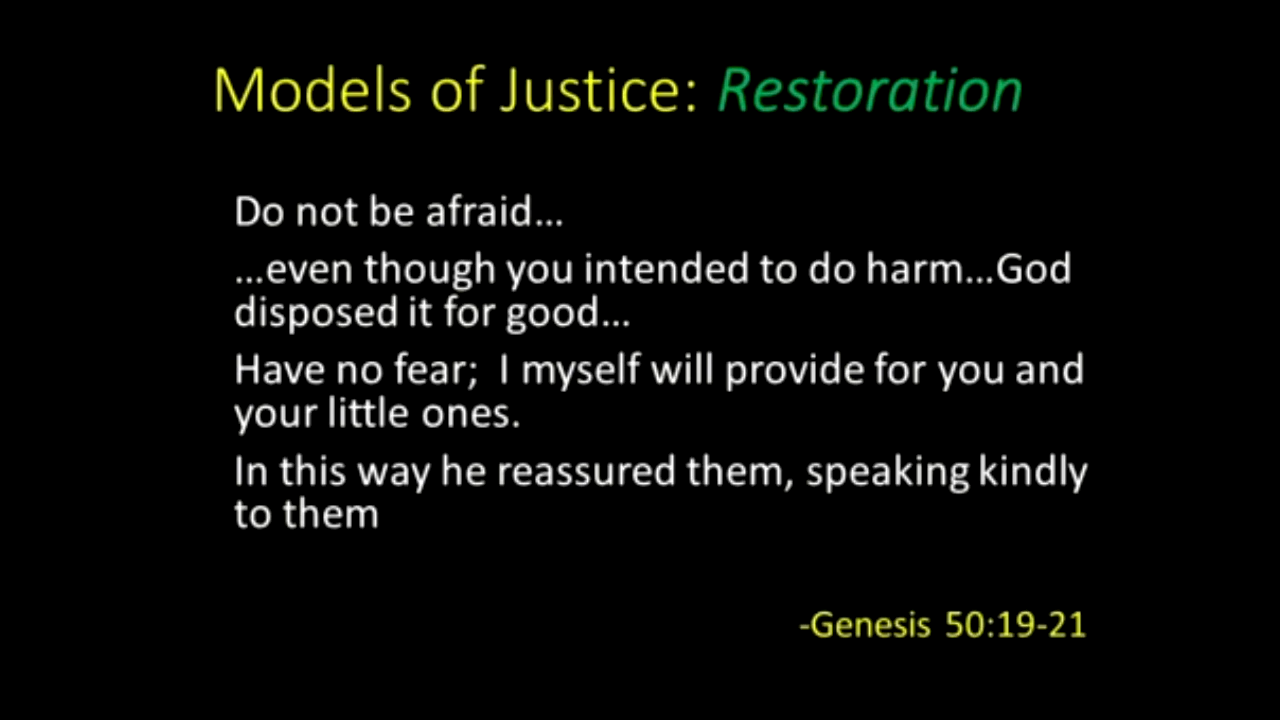 Models of Justice: Restoration
Do not be afraid...
...even though you intended to do harm...God
disposed it for good...
Have no fear;  I myself will provide for you and
your little ones.
In this way he reassured them, speaking kindly
to them
-Genesis 50:19-21